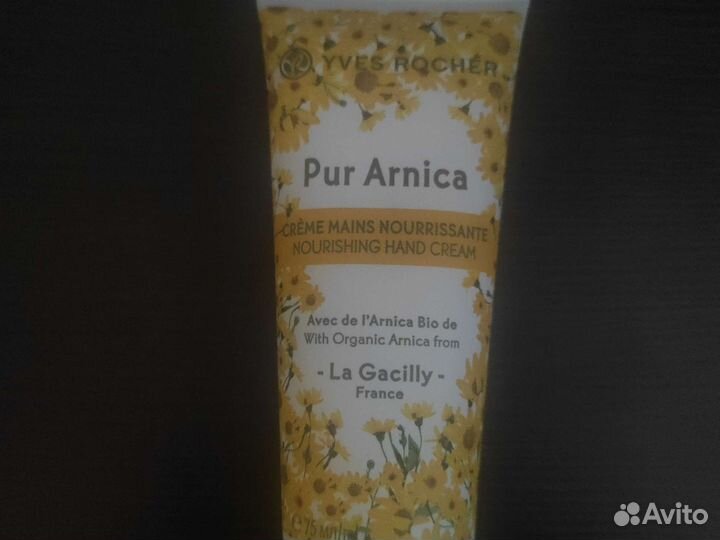 YVES ROCHER
Pur Arnica
CRÈME MAINS NOURRISSANTE
NOURISHING HAND CREAM
Avec de l'Arnica Bio de
With Organic Arnica from
- La Gacilly -
France
℮ 75
Avito